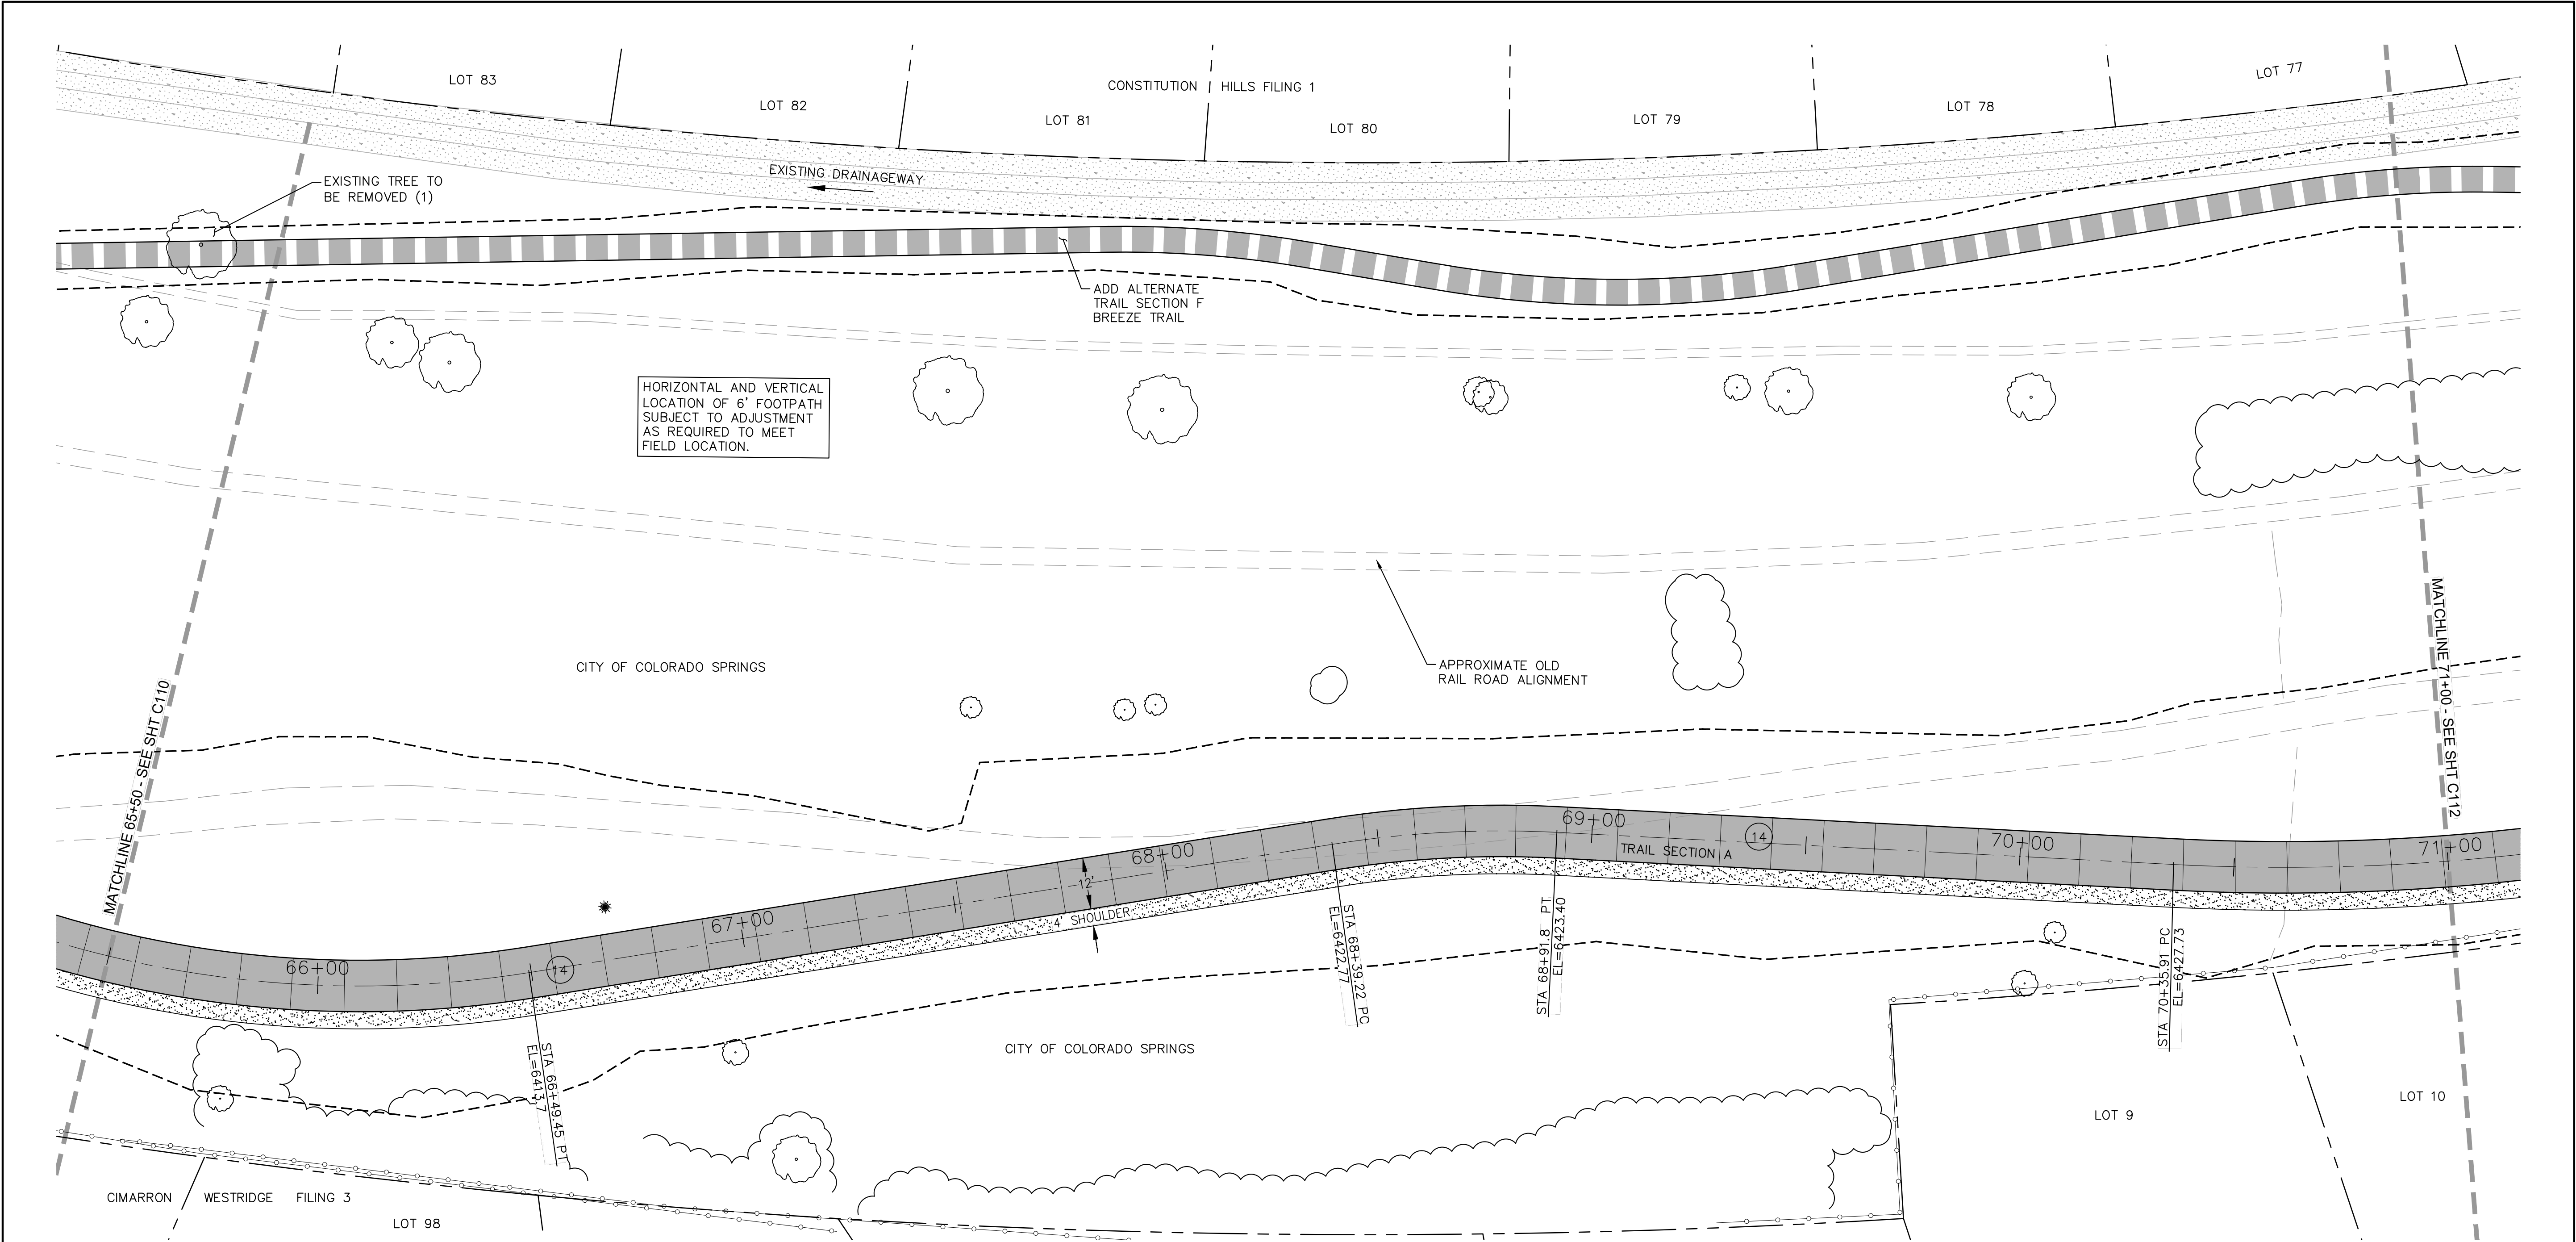 LOT 83
LOT 82
CONSTITUTION HILLS FILING 1
LOT 81
LOT 80
LOT 79
LOT 78
LOT 77
EXISTING DRAINAGEWAY
EXISTING TREE TO
BE REMOVED (1)
ADD ALTERNATE
TRAIL SECTION F
BREEZE TRAIL
HORIZONTAL AND VERTICAL
LOCATION OF 6' FOOTPATH
SUBJECT TO ADJUSTMENT
AS REQUIRED TO MEET
FIELD LOCATION.
APPROXIMATE OLD
RAIL ROAD ALIGNMENT
CITY OF COLORADO SPRINGS
MATCHLINE 65+50 - SEE SHT C110
MATCHLINE 71+00 - SEE SHT C112
66+00
14
67+00
12'
4' SHOULDER
68+00
69+00
TRAIL SECTION A
14
70+00
71+00
STA 66+49.45 PT
EL=6413.7
STA 68+39.22 PC
EL=6422.77
STA 68+91.8 PT
EL=6423.40
STA 70+35.91 PC
EL=6427.73
CITY OF COLORADO SPRINGS
LOT 9
LOT 10
CIMARRON WESTRIDGE FILING 3
LOT 98